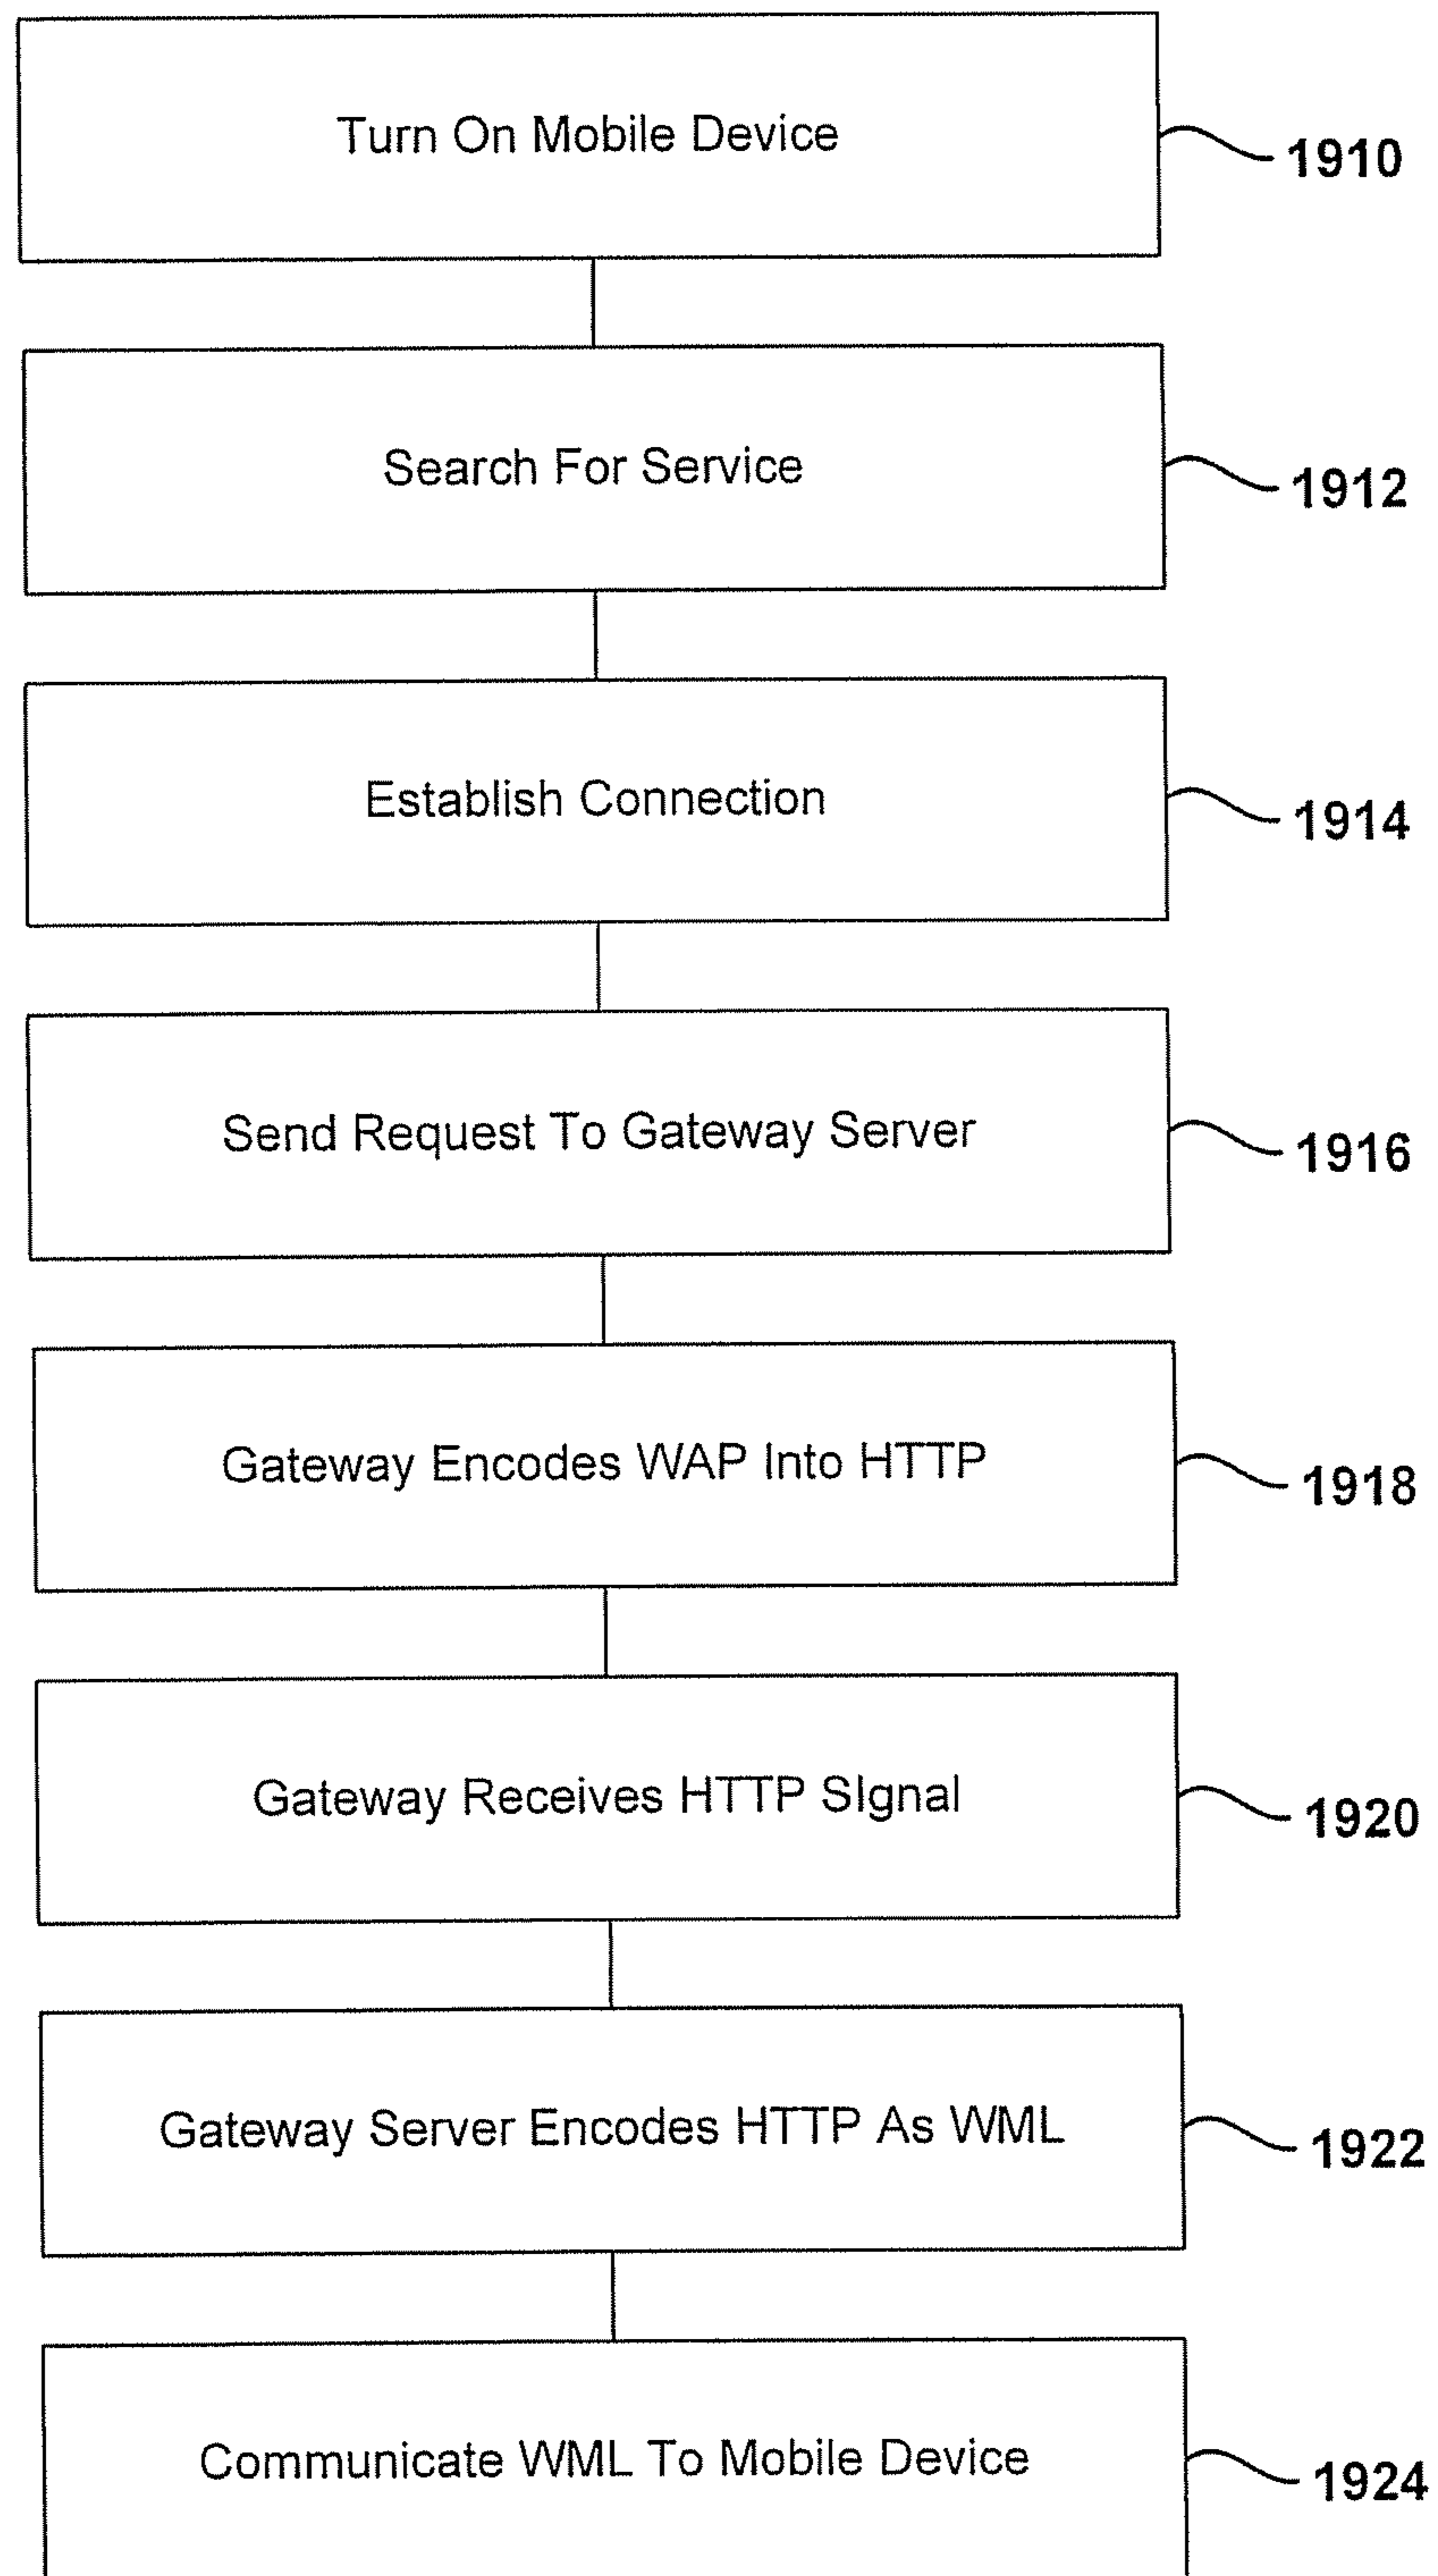 Turn On Mobile Device
1910
Search For Service
1912
Establish Connection
1914
Send Request To Gateway Server
1916
Gateway Encodes WAP Into HTTP
1918
Gateway Receives HTTP SIgnal
1920
Gateway Server Encodes HTTP As WML
1922
Communicate WML To Mobile Device
1924